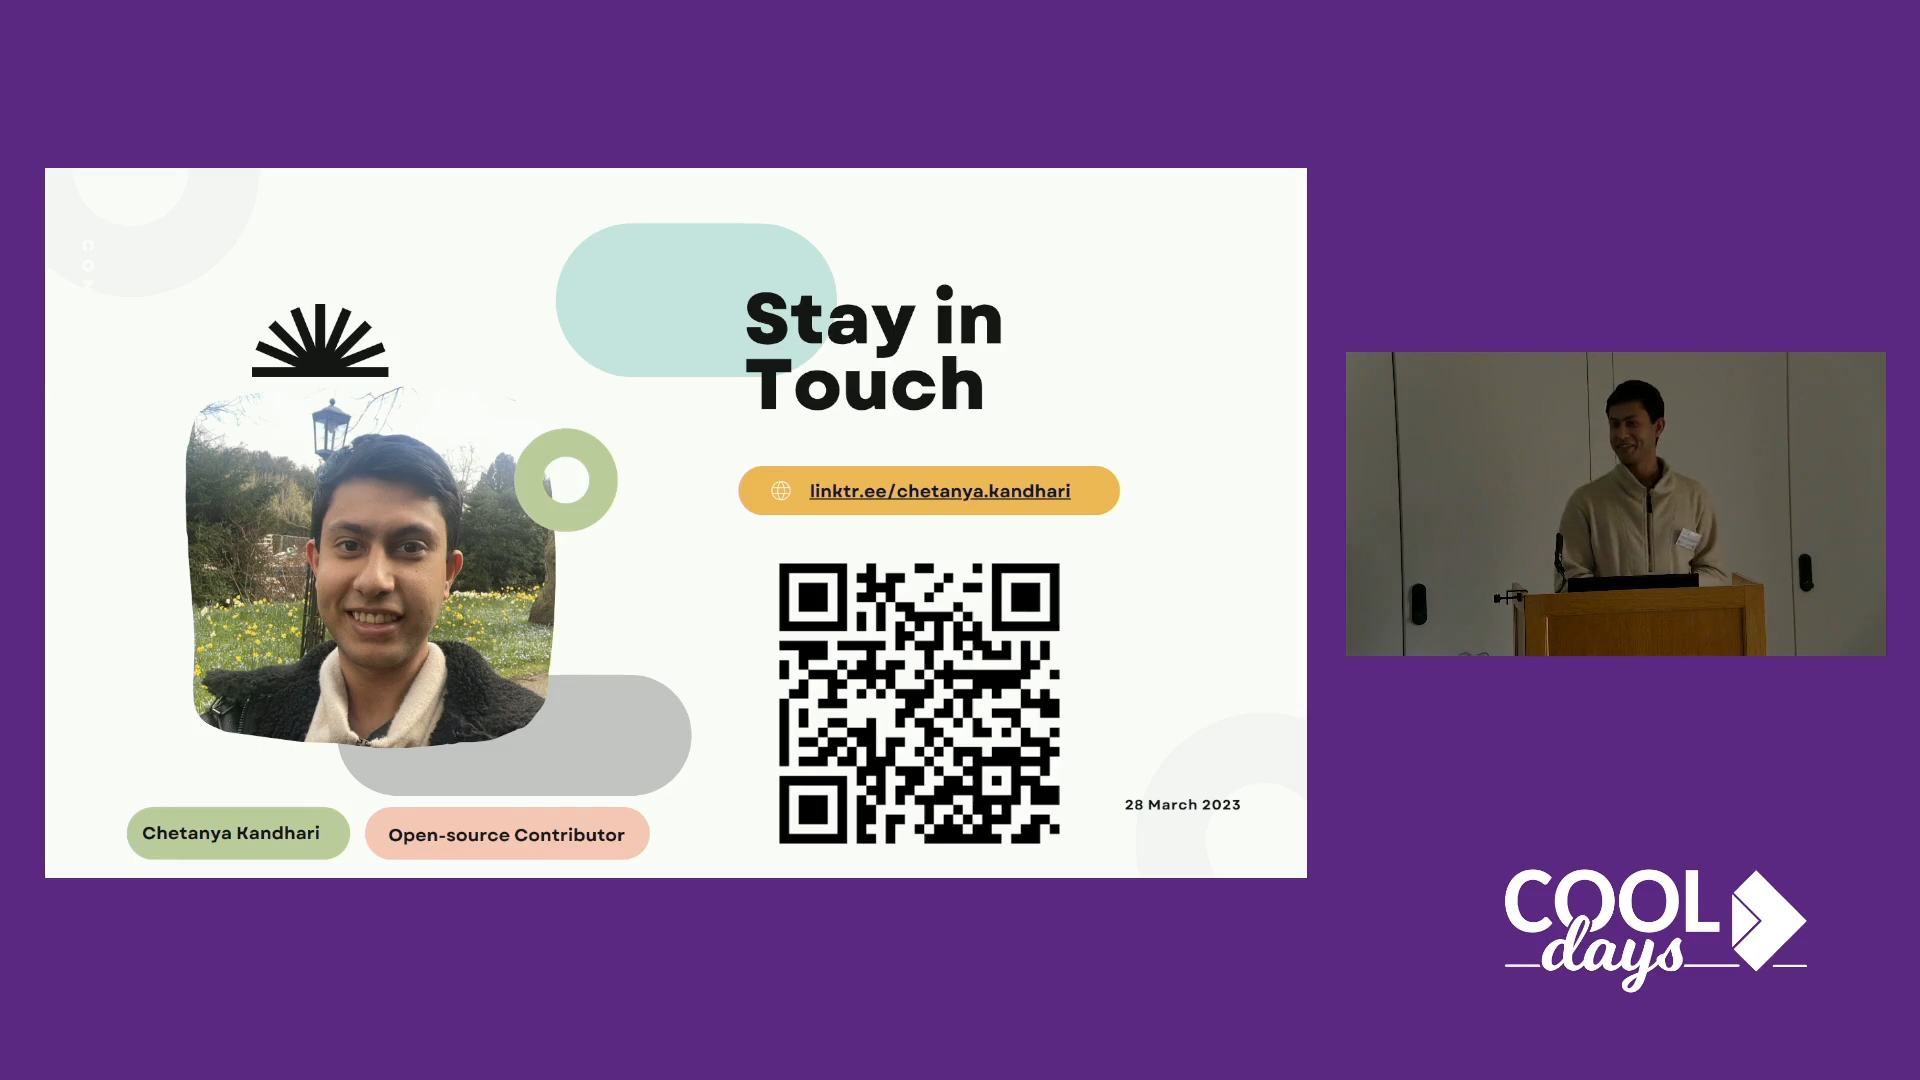 Stay in
Touch
linktr.ee/chetanya.kandhari
28 March 2023
Chetanya Kandhari
Open-source Contributor
COOL
days